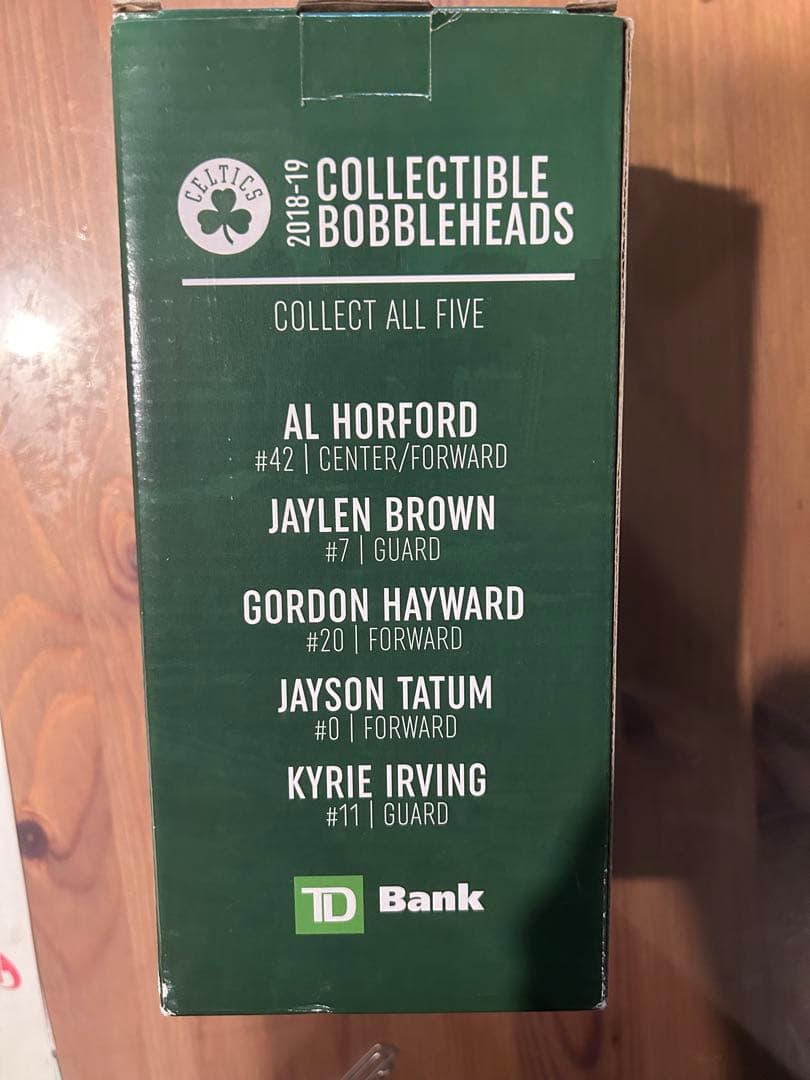 CELTICS
2018-19
COLLECTIBLE
BOBBLEHEADS
COLLECT ALL FIVE
AL HORFORD
#42 | CENTER/FORWARD
JAYLEN BROWN
#7 | GUARD
GORDON HAYWARD
#20 | FORWARD
JAYSON TATUM
#0 | FORWARD
KYRIE IRVING
#11 | GUARD
TD Bank